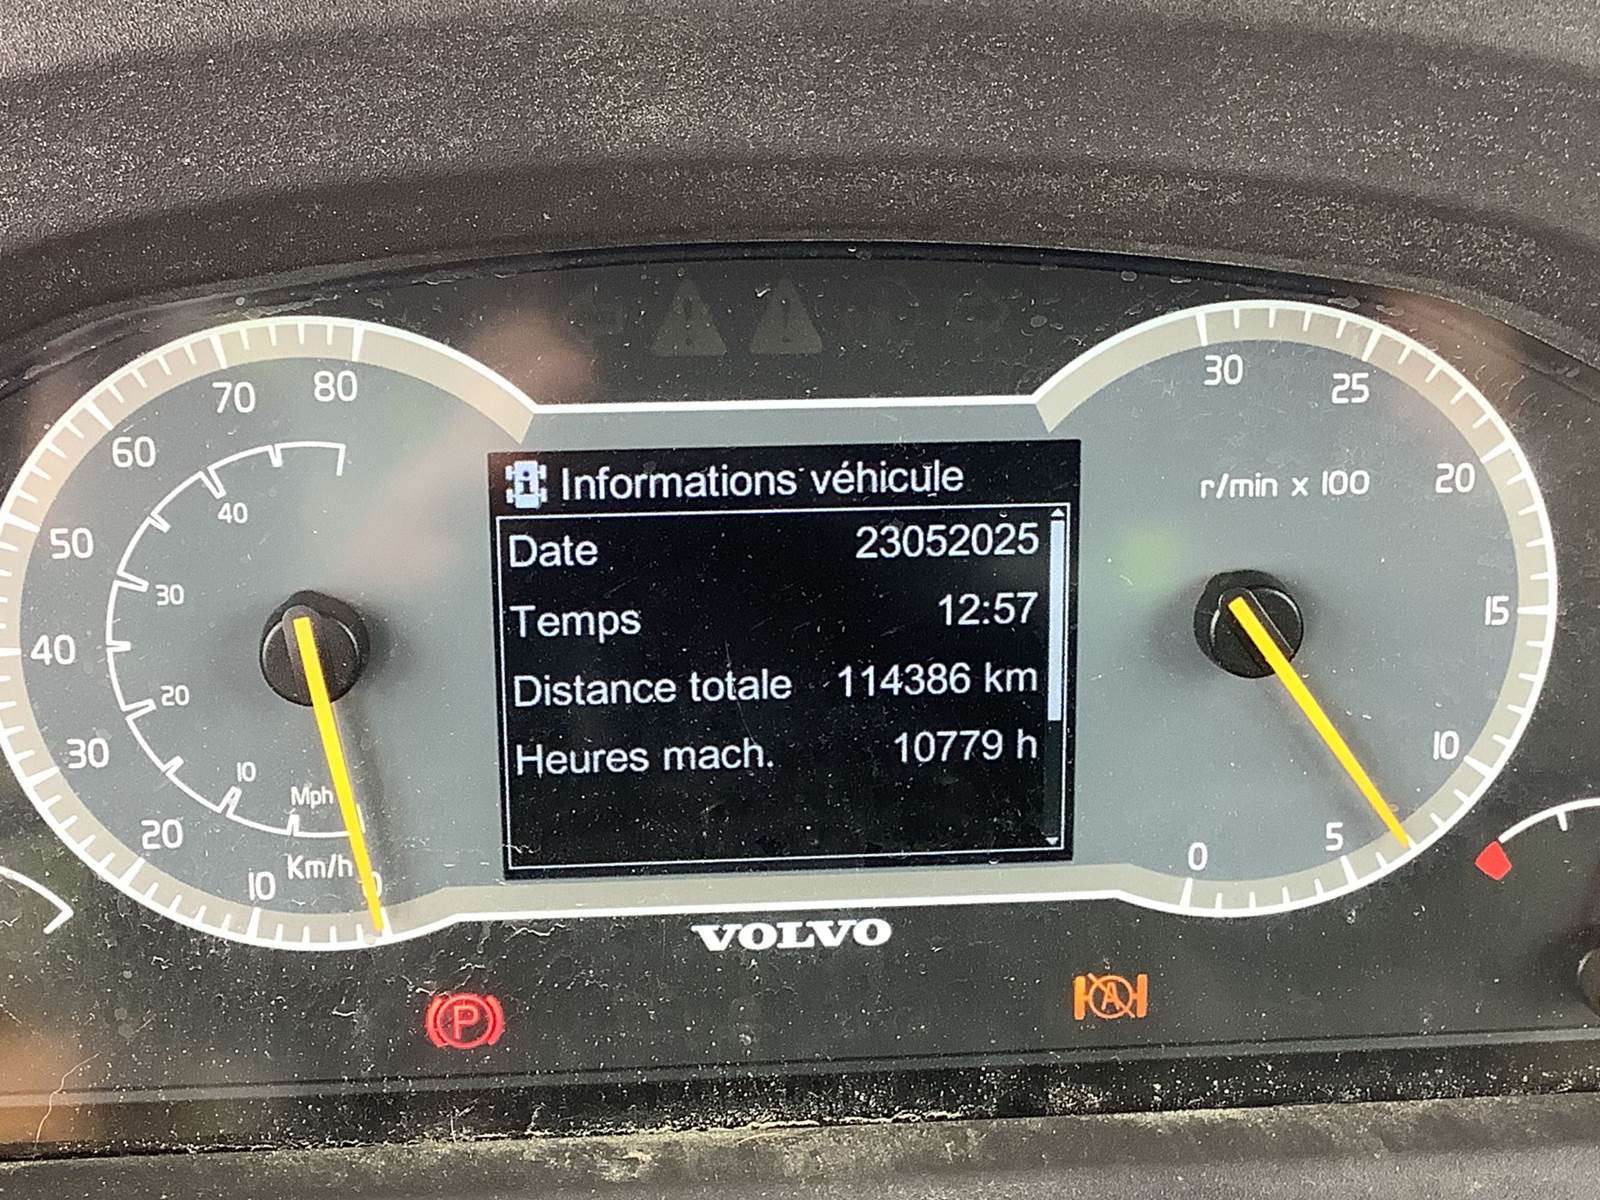 Informations véhicule
Date 23052025
Temps 12:57
Distance totale 114386 km
Heures mach. 10779 h
80
70
60
50
40
30
20
10
0
Km/h
40
30
20
10
Mph
30
25
20
15
10
5
0
r/min x 100
VOLVO
P
A